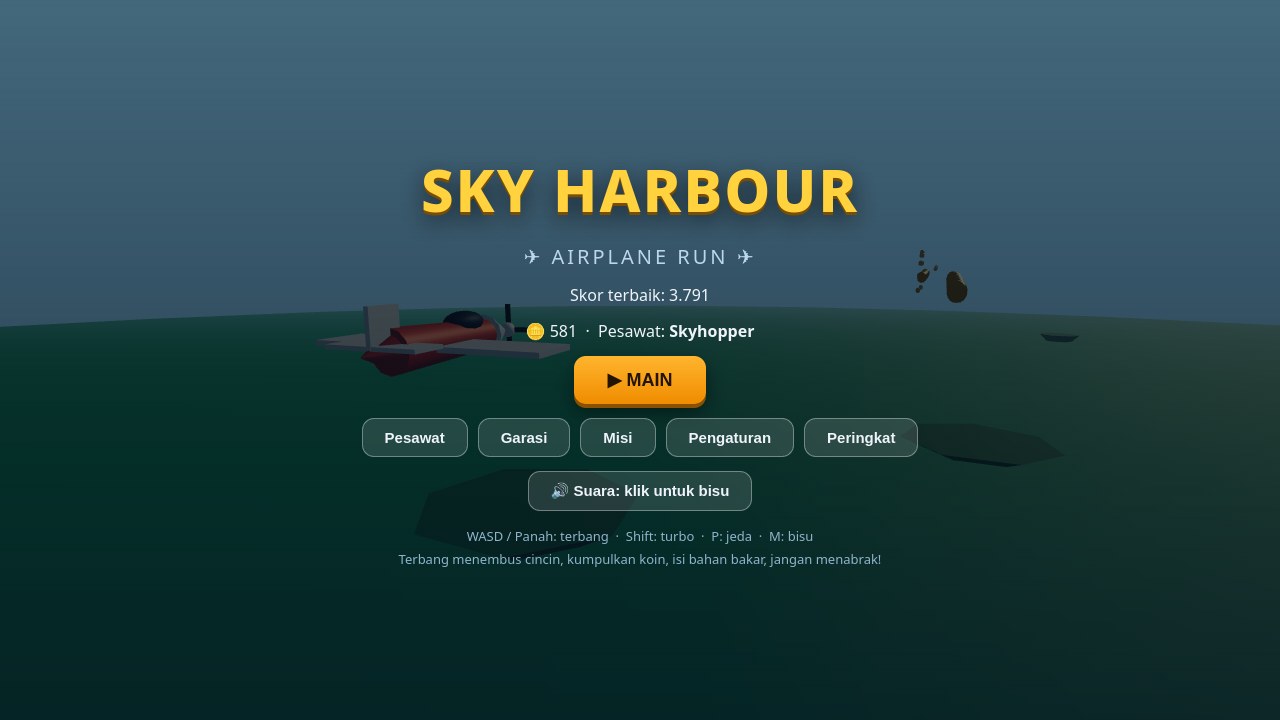 SKY HARBOUR
✈ AIRPLANE RUN ✈
Skor terbaik: 3.791
🪙 581 · Pesawat: Skyhopper
▶ MAIN
Pesawat Garasi Misi Pengaturan Peringkat
🔊 Suara: klik untuk bisu
WASD / Panah: terbang · Shift: turbo · P: jeda · M: bisu
Terbang menembus cincin, kumpulkan koin, isi bahan bakar, jangan menabrak!